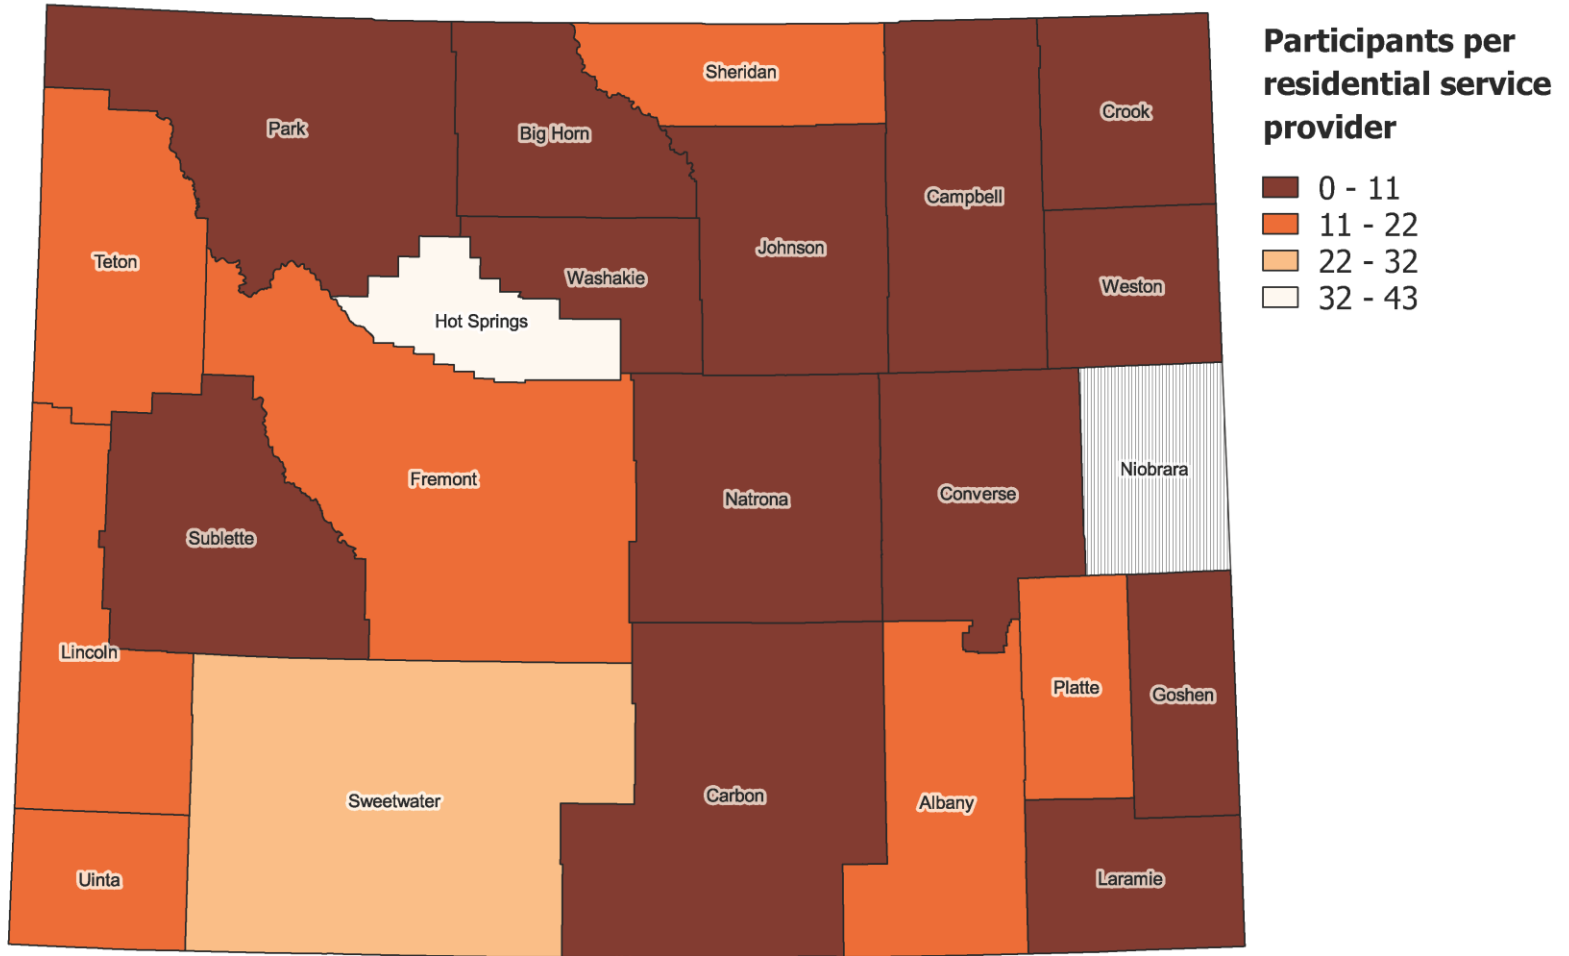 Participants per
residential service
provider
0 - 11
11 - 22
22 - 32
32 - 43
Sheridan
Crook
Park
Big Horn
Campbell
Johnson
Teton
Washakie
Weston
Hot Springs
Niobrara
Fremont
Converse
Natrona
Sublette
Lincoln
Platte
Goshen
Carbon
Sweetwater
Albany
Uinta
Laramie